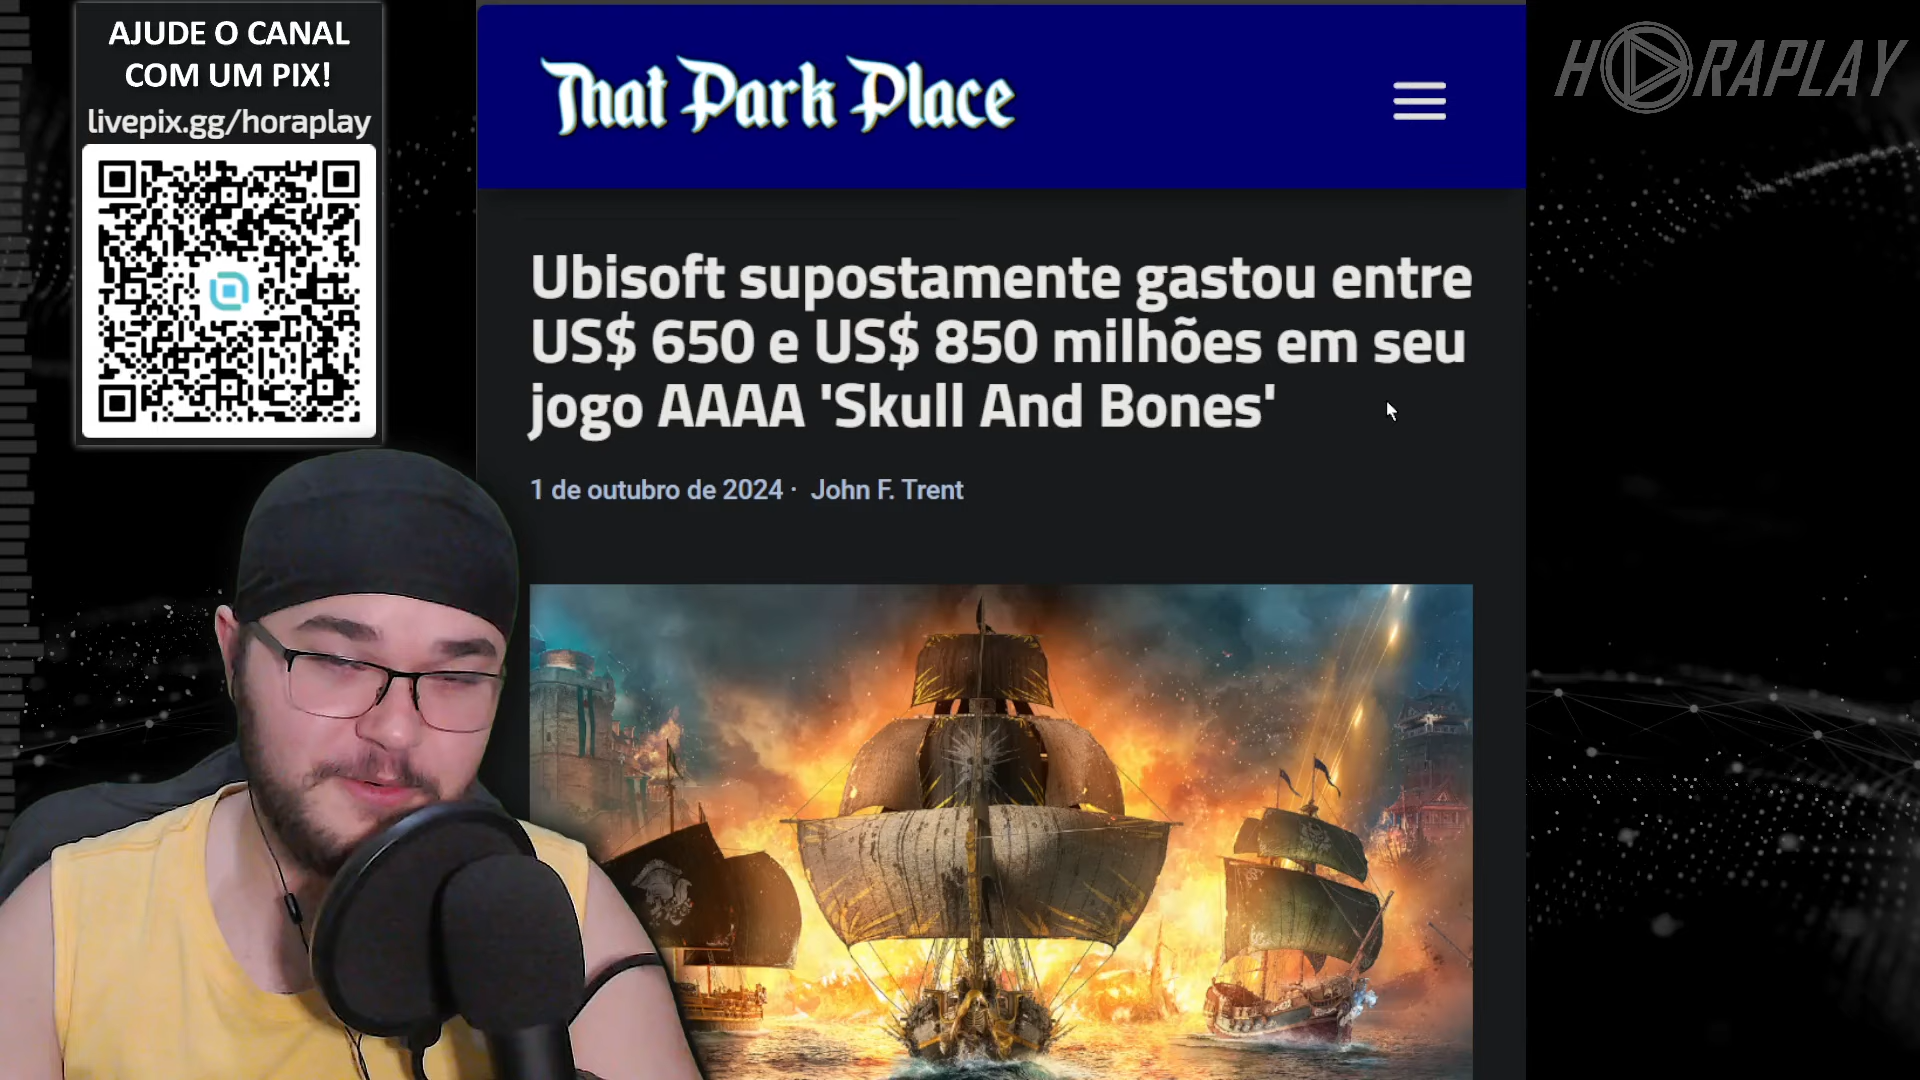 AJUDE O CANAL
COM UM PIX!
livepix.gg/horaplay
That Park Place
HORAPLAY
Ubisoft supostamente gastou entre
US$ 650 e US$ 850 milhões em seu
jogo AAAA 'Skull And Bones'
1 de outubro de 2024 · John F. Trent